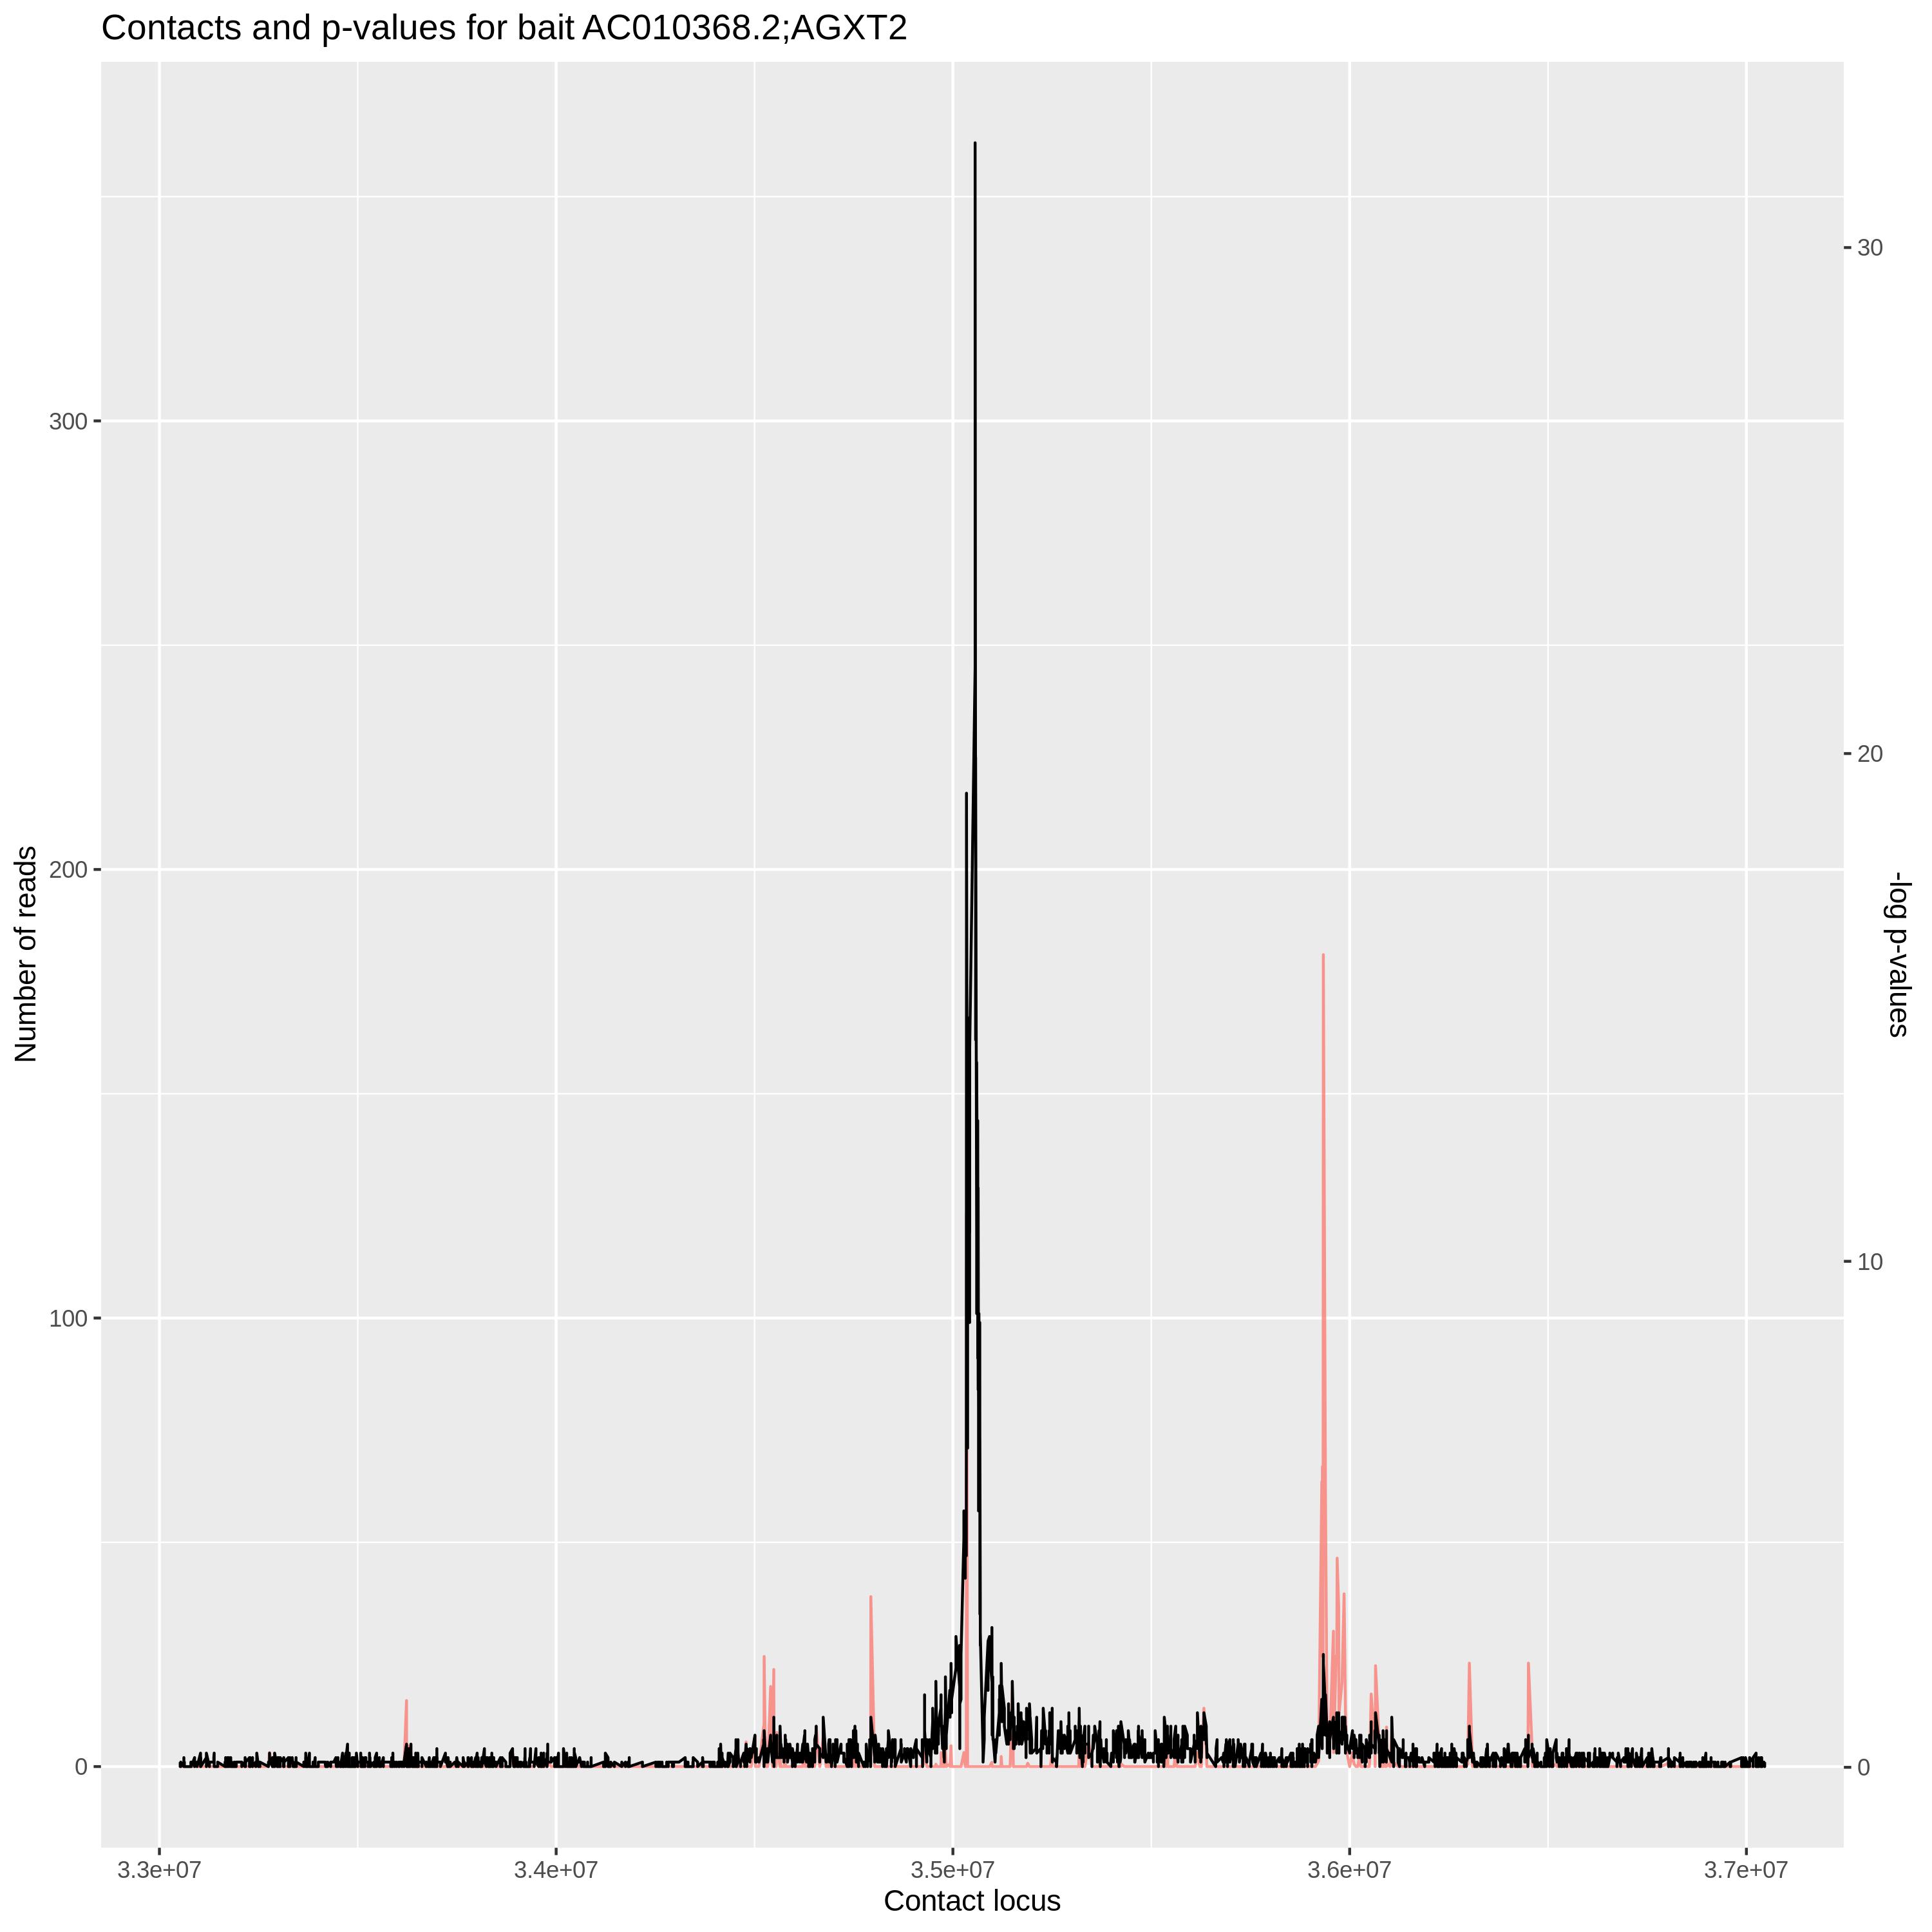 Contacts and p-values for bait AC010368.2;AGXT2
300
200
100
0
Number of reads
30
20
10
0
-log p-values
3.3e+07 3.4e+07 3.5e+07 3.6e+07 3.7e+07
Contact locus